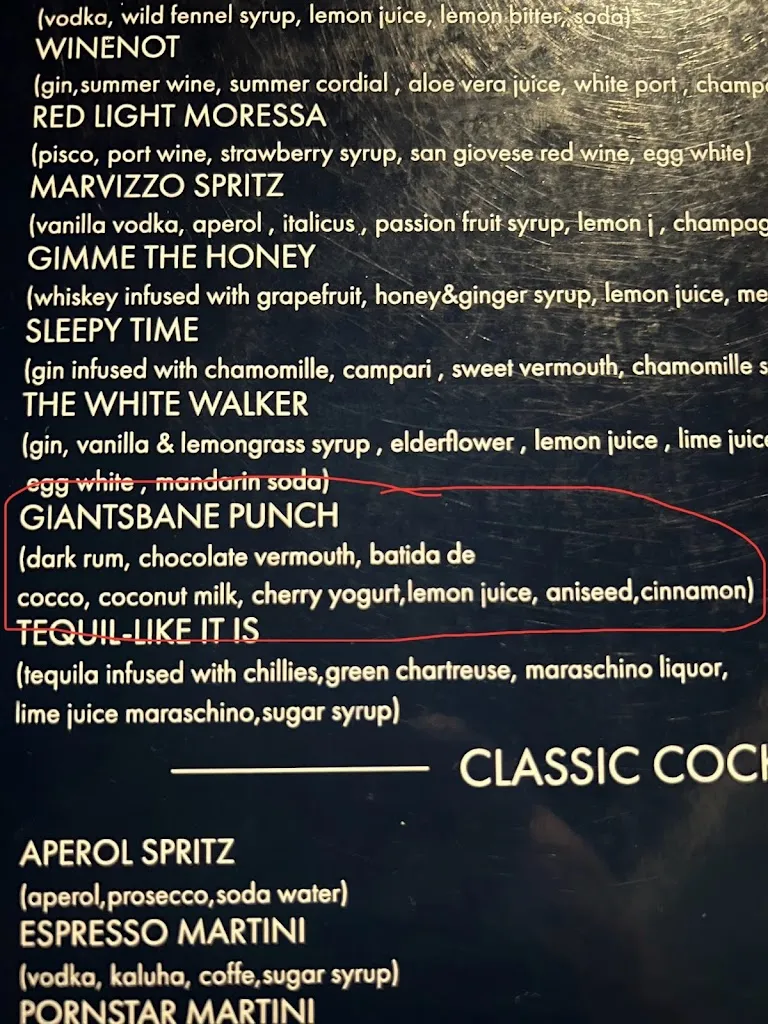 (vodka, wild fennel syrup, lemon juice, lemon bitter, soda)
WINENOT
(gin,summer wine, summer cordial , aloe vera juice, white port , champ
RED LIGHT MORESSA
(pisco, port wine, strawberry syrup, san giovese red wine, egg white)
MARVIZZO SPRITZ
(vanilla vodka, aperol , italicus , passion fruit syrup, lemon j , champag
GIMME THE HONEY
(whiskey infused with grapefruit, honey&ginger syrup, lemon juice, me
SLEEPY TIME
(gin infused with chamomille, campari , sweet vermouth, chamomille s
THE WHITE WALKER
(gin, vanilla & lemongrass syrup , elderflower , lemon juice , lime juice
egg white , mandarin soda)
GIANTSBANE PUNCH
(dark rum, chocolate vermouth, batida de
cocco, coconut milk, cherry yogurt,lemon juice, aniseed,cinnamon)
TEQUIL-LIKE IT IS
(tequila infused with chillies,green chartreuse, maraschino liquor,
lime juice maraschino,sugar syrup)
CLASSIC COCK
APEROL SPRITZ
(aperol,prosecco,soda water)
ESPRESSO MARTINI
(vodka, kaluha, coffe,sugar syrup)
PORNSTAR MARTINI